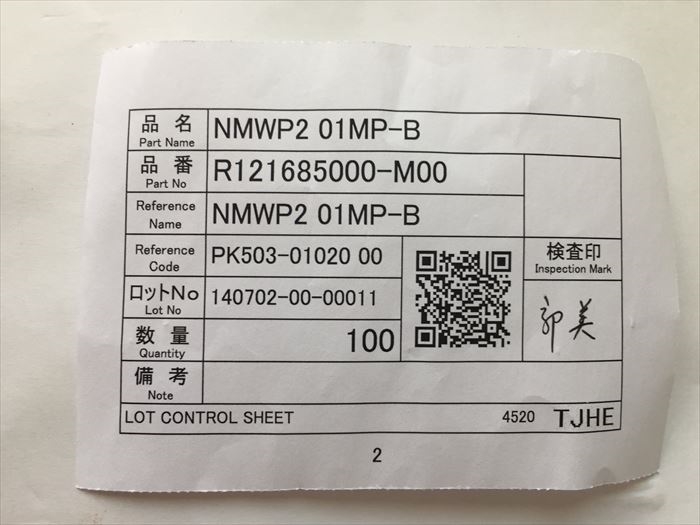 品 名 NMWP2 01MP-B
Part Name
品 番 R121685000-M00
Part No
Reference NMWP2 01MP-B
Name
Reference PK503-01020 00
Code
検査印
Inspection Mark
ロットNo 140702-00-00011
Lot No
郭美
数 量 100
Quantity
備 考
Note
LOT CONTROL SHEET 4520 TJHE
2